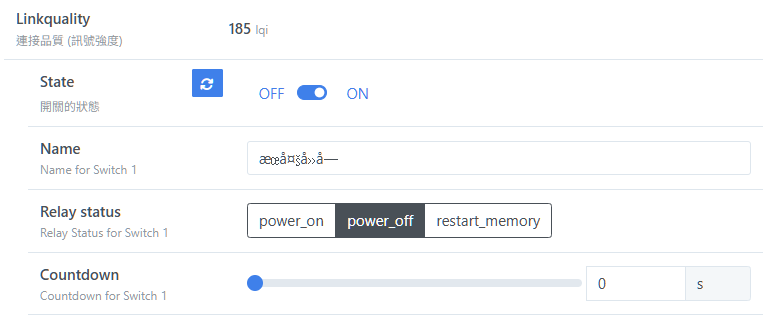 Linkquality
連接品質 (訊號強度)
185 lqi
State
開關的狀態
OFF ON
Name
Name for Switch 1
æœå¤§å»å—
Relay status
Relay Status for Switch 1
power_on power_off restart_memory
Countdown
Countdown for Switch 1
0 s